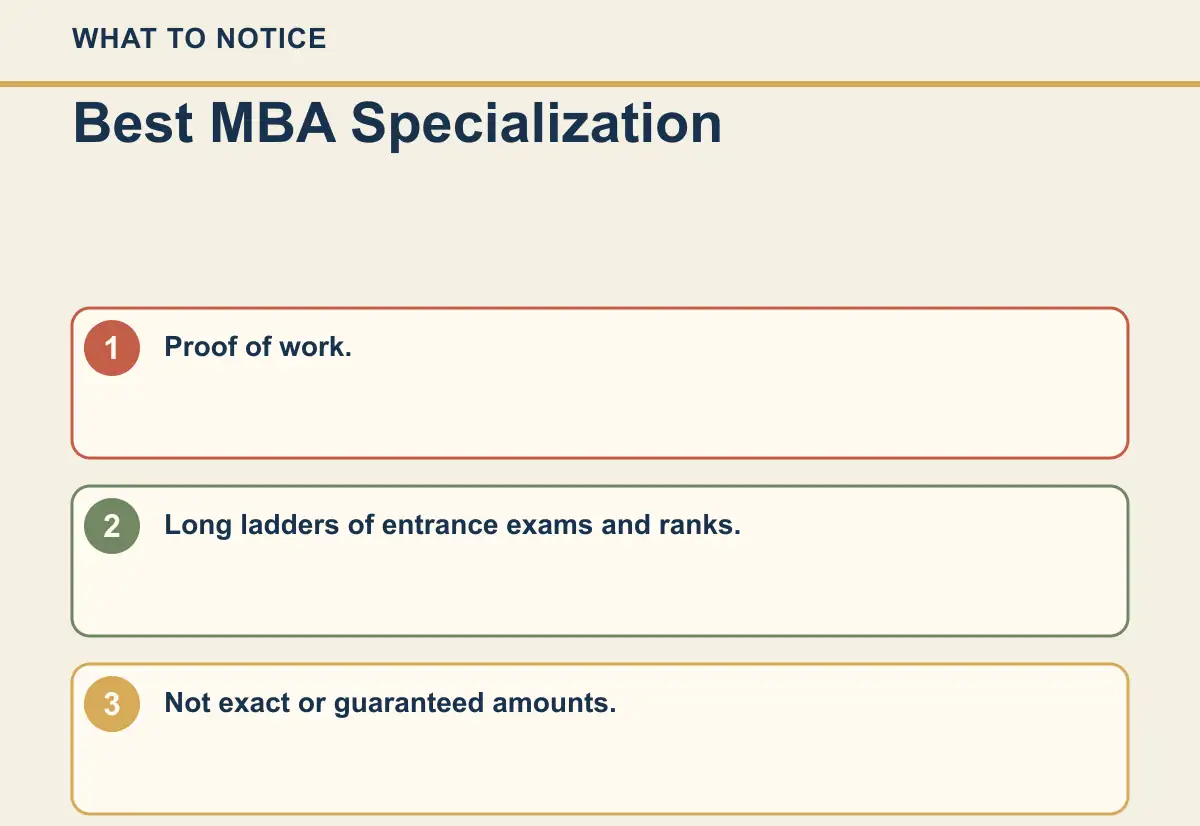 WHAT TO NOTICE
Best MBA Specialization
1 Proof of work.
2 Long ladders of entrance exams and ranks.
3 Not exact or guaranteed amounts.